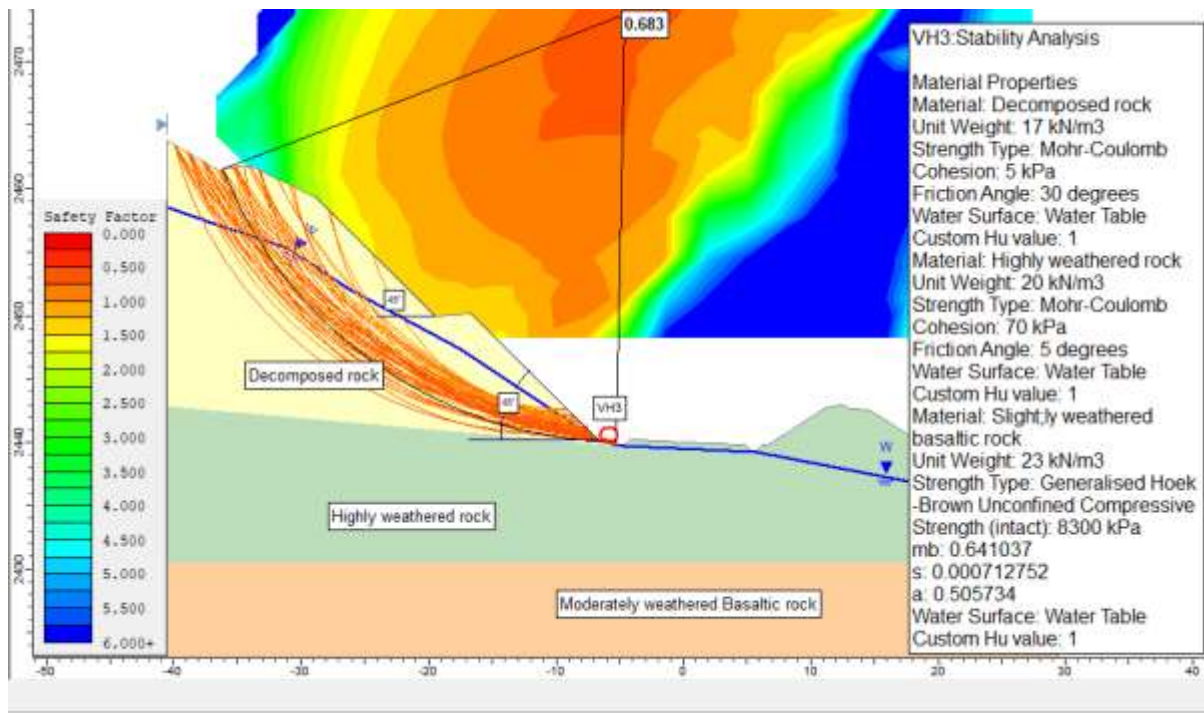 0.683
VH3:Stability Analysis
Material Properties
Material: Decomposed rock
Unit Weight: 17 kN/m3
Strength Type: Mohr-Coulomb
Cohesion: 5 kPa
Friction Angle: 30 degrees
Water Surface: Water Table
Custom Hu value: 1
Material: Highly weathered rock
Unit Weight: 20 kN/m3
Strength Type: Mohr-Coulomb
Cohesion: 70 kPa
Friction Angle: 5 degrees
Water Surface: Water Table
Custom Hu value: 1
Material: Slight,ly weathered
basaltic rock
Unit Weight: 23 kN/m3
Strength Type: Generalised Hoek
-Brown Unconfined Compressive
Strength (intact): 8300 kPa
mb: 0.641037
s: 0.000712752
a: 0.505734
Water Surface: Water Table
Custom Hu value: 1
Safety Factor
0.000
0.500
1.000
1.500
2.000
2.500
3.000
3.500
4.000
4.500
5.000
5.500
6.000+
2470
2460
2450
2440
2430
W
Decomposed rock
VH3
W
Highly weathered rock
Moderately weathered Basaltic rock
-50
-40
-30
-20
-10
0
10
20
30
40